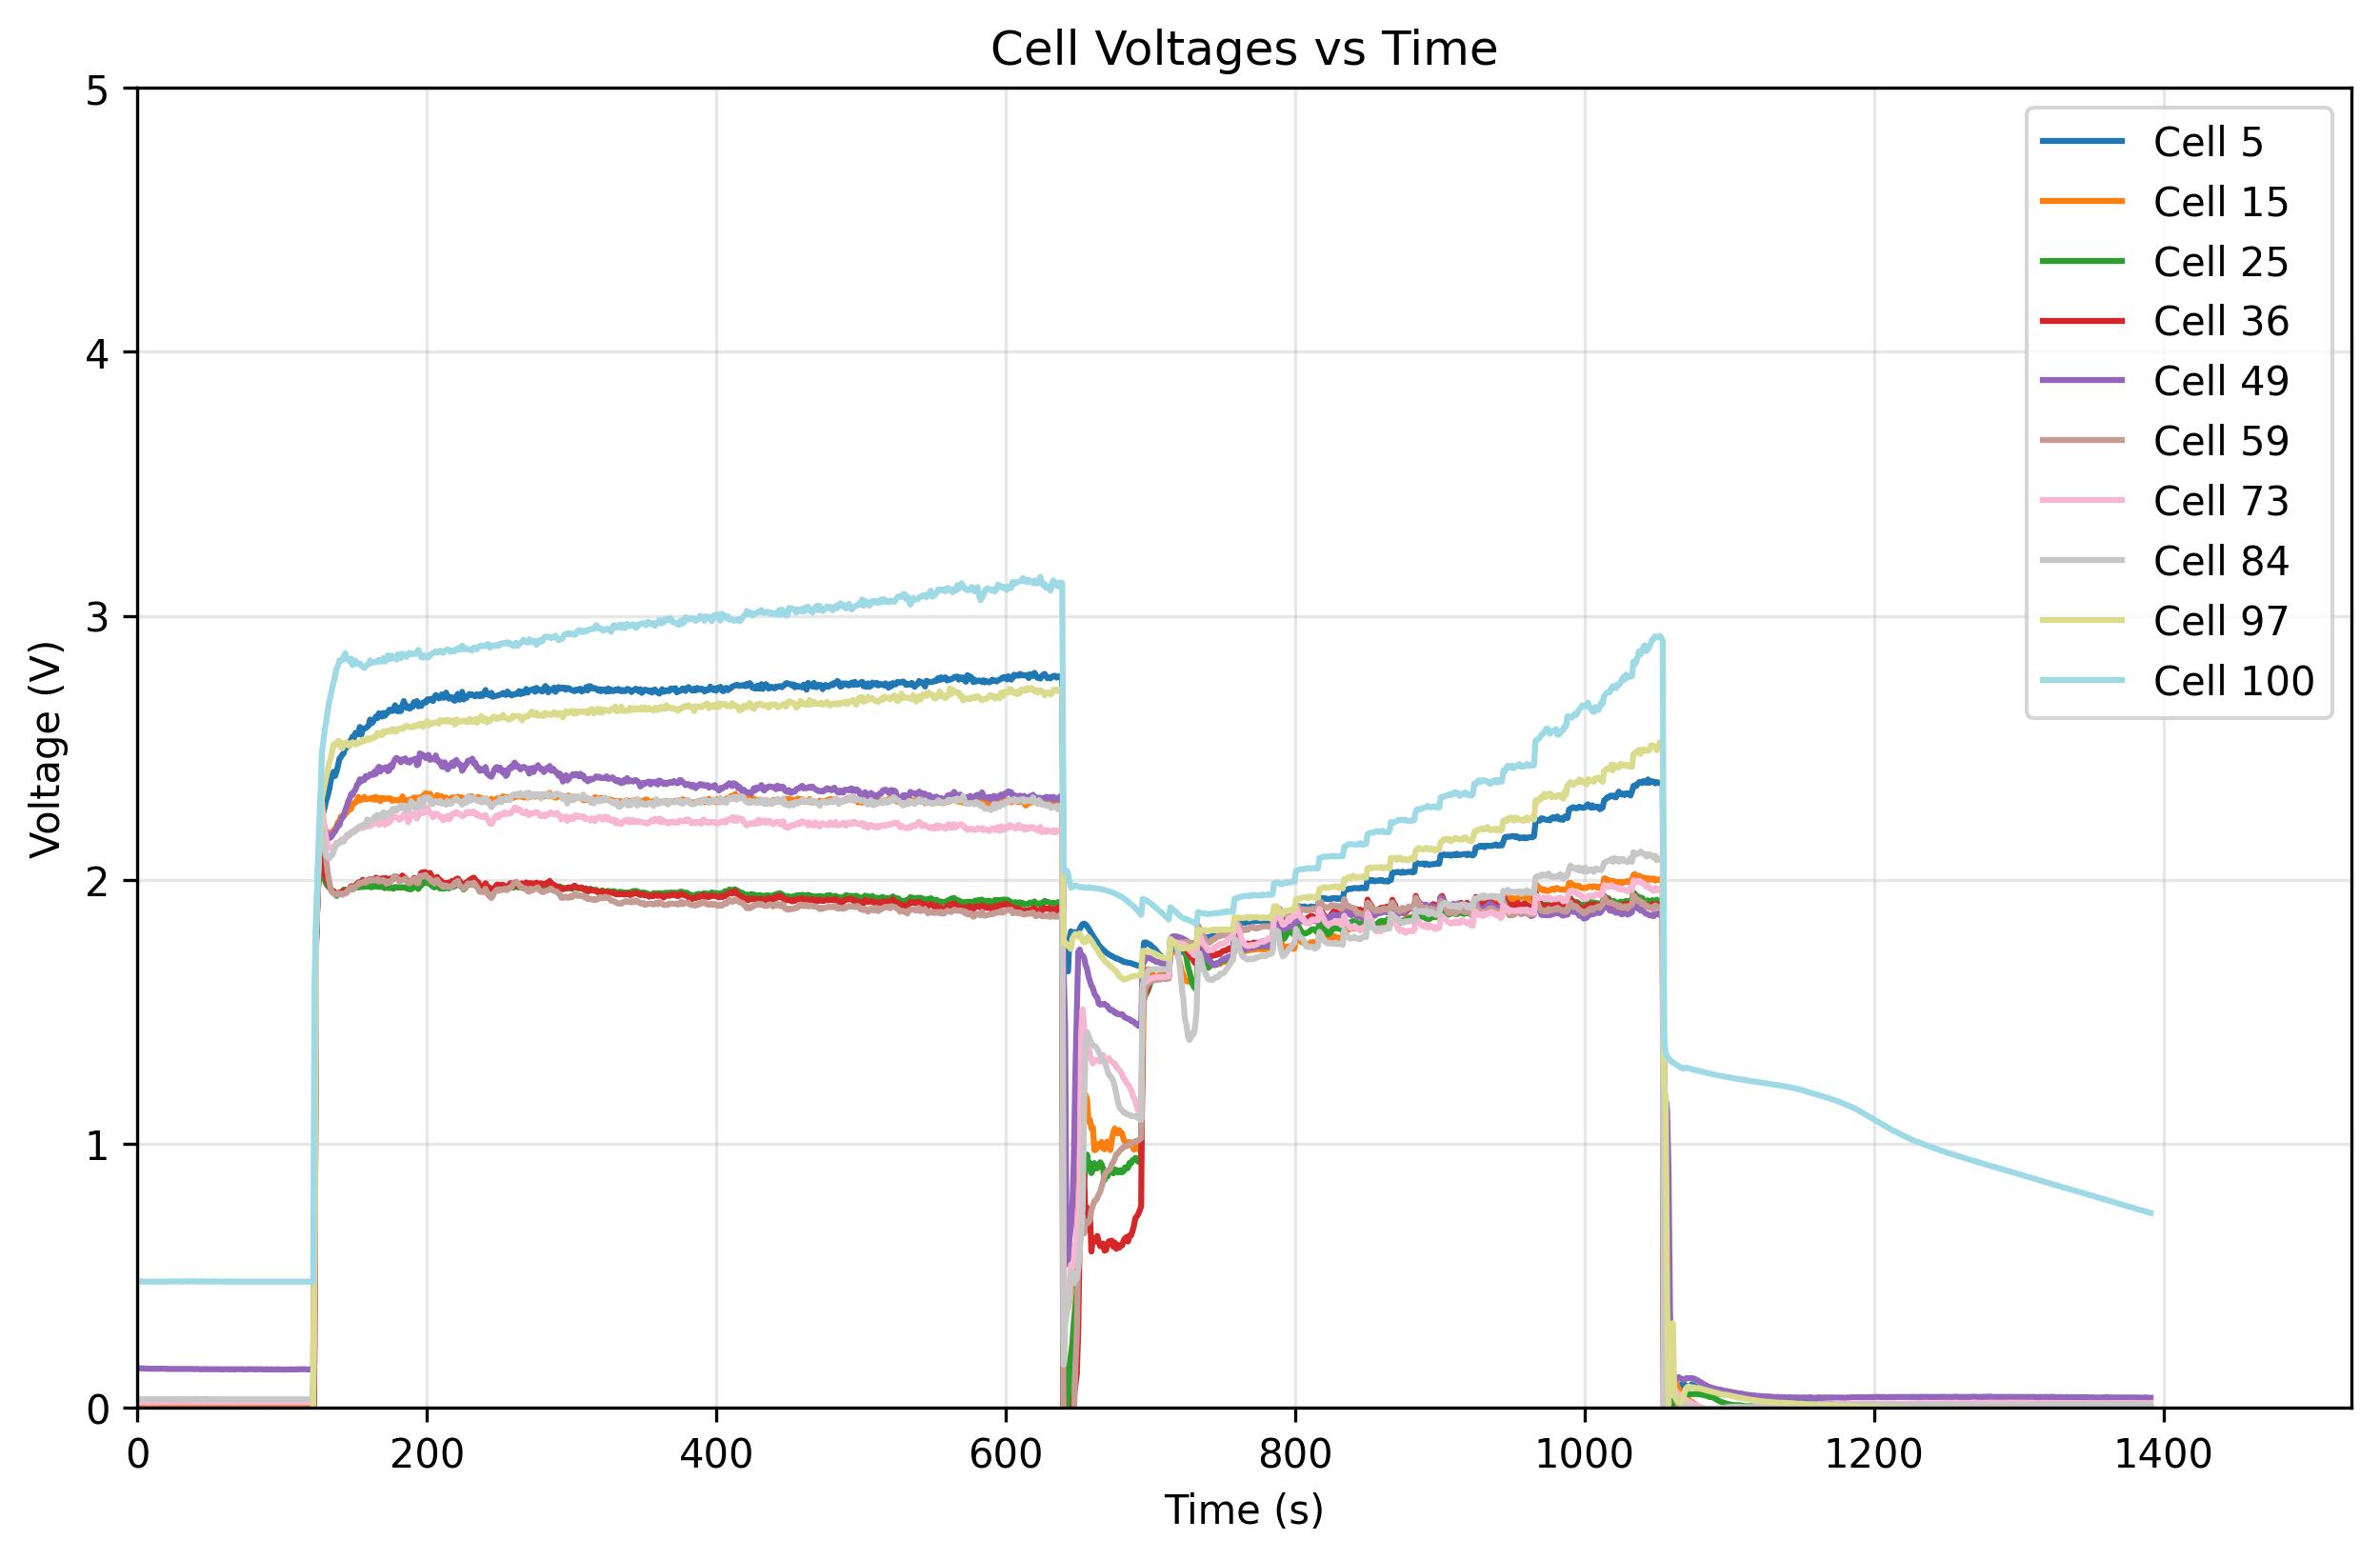 Cell Voltages vs Time
Voltage (V)
5
4
3
2
1
0
Cell 5
Cell 15
Cell 25
Cell 36
Cell 49
Cell 59
Cell 73
Cell 84
Cell 97
Cell 100
0 200 400 600 800 1000 1200 1400
Time (s)